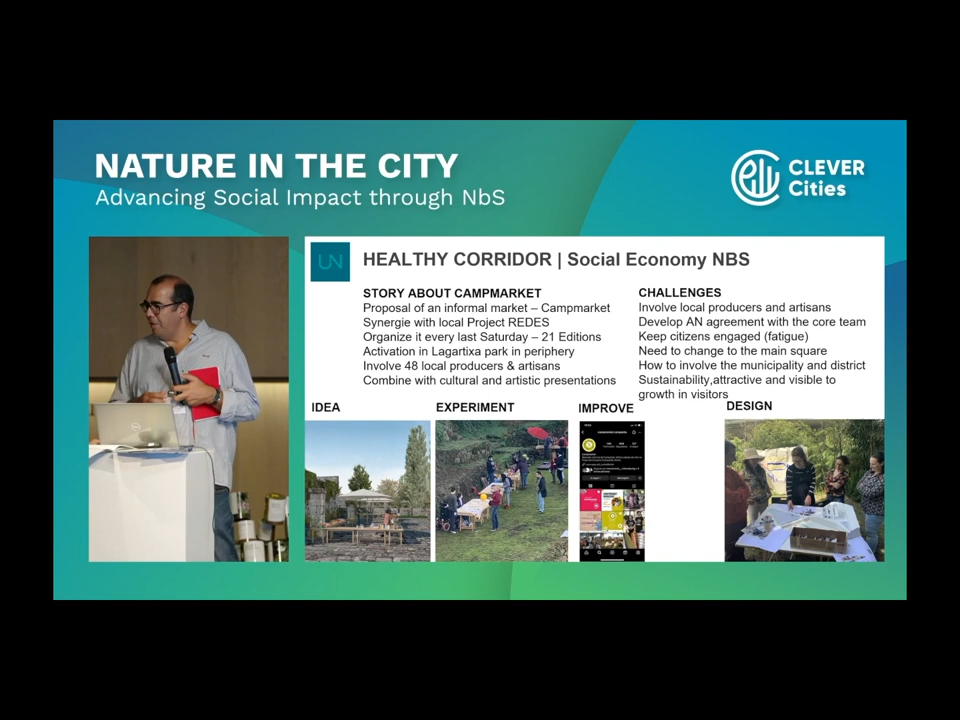 NATURE IN THE CITY
Advancing Social Impact through NbS
CLEVER
Cities
UN
HEALTHY CORRIDOR | Social Economy NBS
STORY ABOUT CAMPMARKET
Proposal of an informal market – Campmarket
Synergie with local Project REDES
Organize it every last Saturday – 21 Editions
Activation in Lagartixa park in periphery
Involve 48 local producers & artisans
Combine with cultural and artistic presentations
CHALLENGES
Involve local producers and artisans
Develop AN agreement with the core team
Keep citizens engaged (fatigue)
Need to change to the main square
How to involve the municipality and district
Sustainability,attractive and visible to
growth in visitors
IDEA
EXPERIMENT
IMPROVE
DESIGN